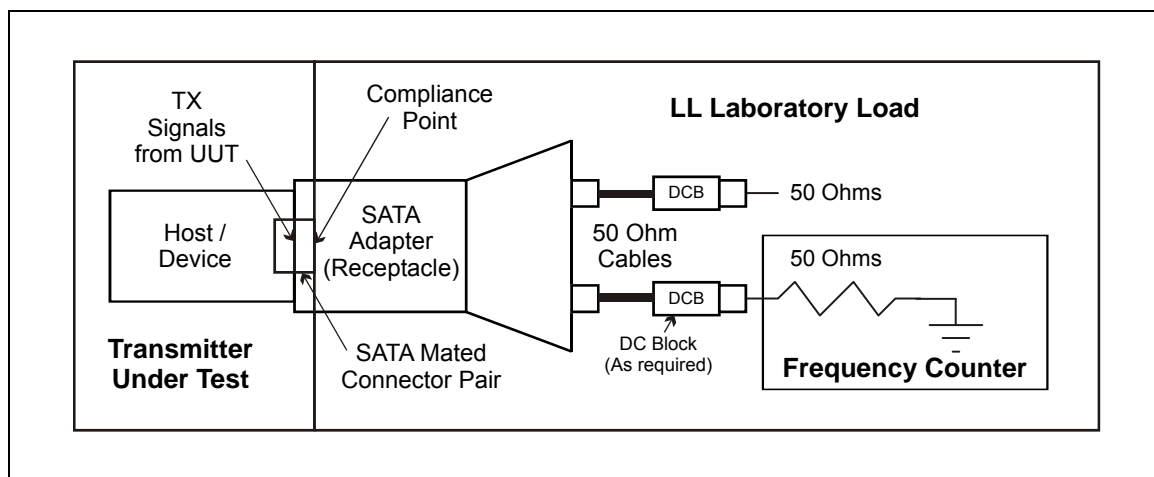 TX
Signals
from UUT
Compliance
Point
LL Laboratory Load
Host /
Device
SATA
Adapter
(Receptacle)
DCB
50 Ohms
50 Ohm
Cables
50 Ohms
DCB
DC Block
(As required)
Frequency Counter
Transmitter
Under Test
SATA Mated
Connector Pair